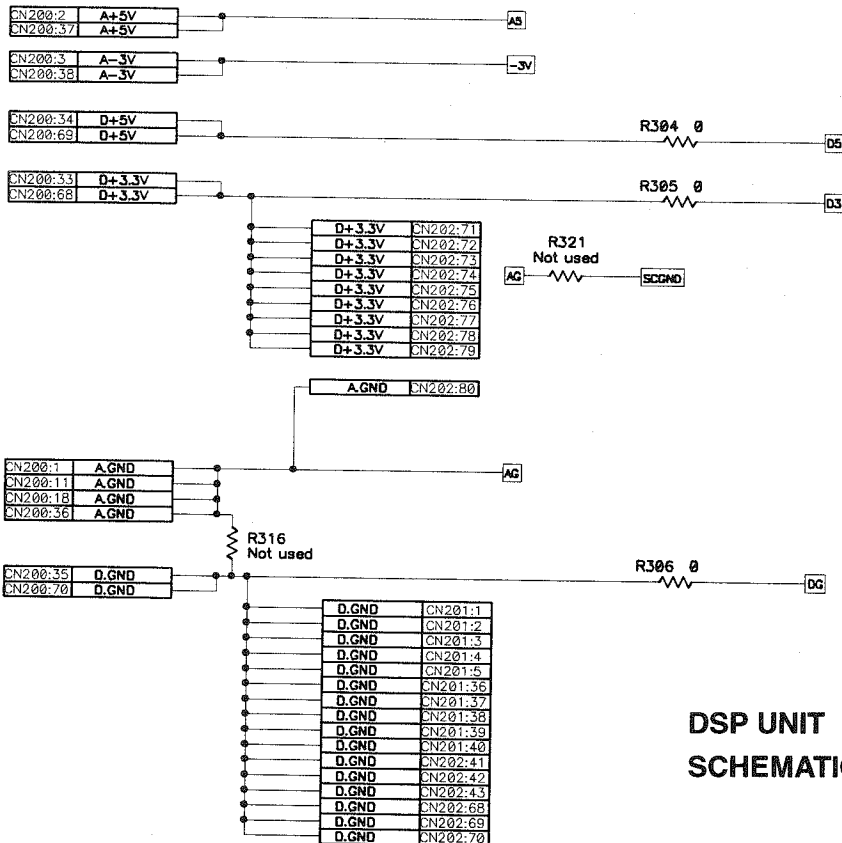 CN200:2 A+5V
CN200:37 A+5V
A5
CN200:3 A-3V
CN200:38 A-3V
-3V
CN200:34 D+5V
CN200:69 D+5V
R304 0
D5
CN200:33 D+3.3V
CN200:68 D+3.3V
R305 0
D3
D+3.3V CN202:71
D+3.3V CN202:72
D+3.3V CN202:73
D+3.3V CN202:74
D+3.3V CN202:75
D+3.3V CN202:76
D+3.3V CN202:77
D+3.3V CN202:78
D+3.3V CN202:79
R321
Not used
AG
SCGND
A.GND CN202:80
CN200:1 A.GND
CN200:11 A.GND
CN200:18 A.GND
CN200:36 A.GND
AG
R316
Not used
CN200:35 D.GND
CN200:70 D.GND
R306 0
DG
D.GND CN201:1
D.GND CN201:2
D.GND CN201:3
D.GND CN201:4
D.GND CN201:5
D.GND CN201:36
D.GND CN201:37
D.GND CN201:38
D.GND CN201:39
D.GND CN201:40
D.GND CN202:41
D.GND CN202:42
D.GND CN202:43
D.GND CN202:68
D.GND CN202:69
D.GND CN202:70
DSP UNIT
SCHEMATI